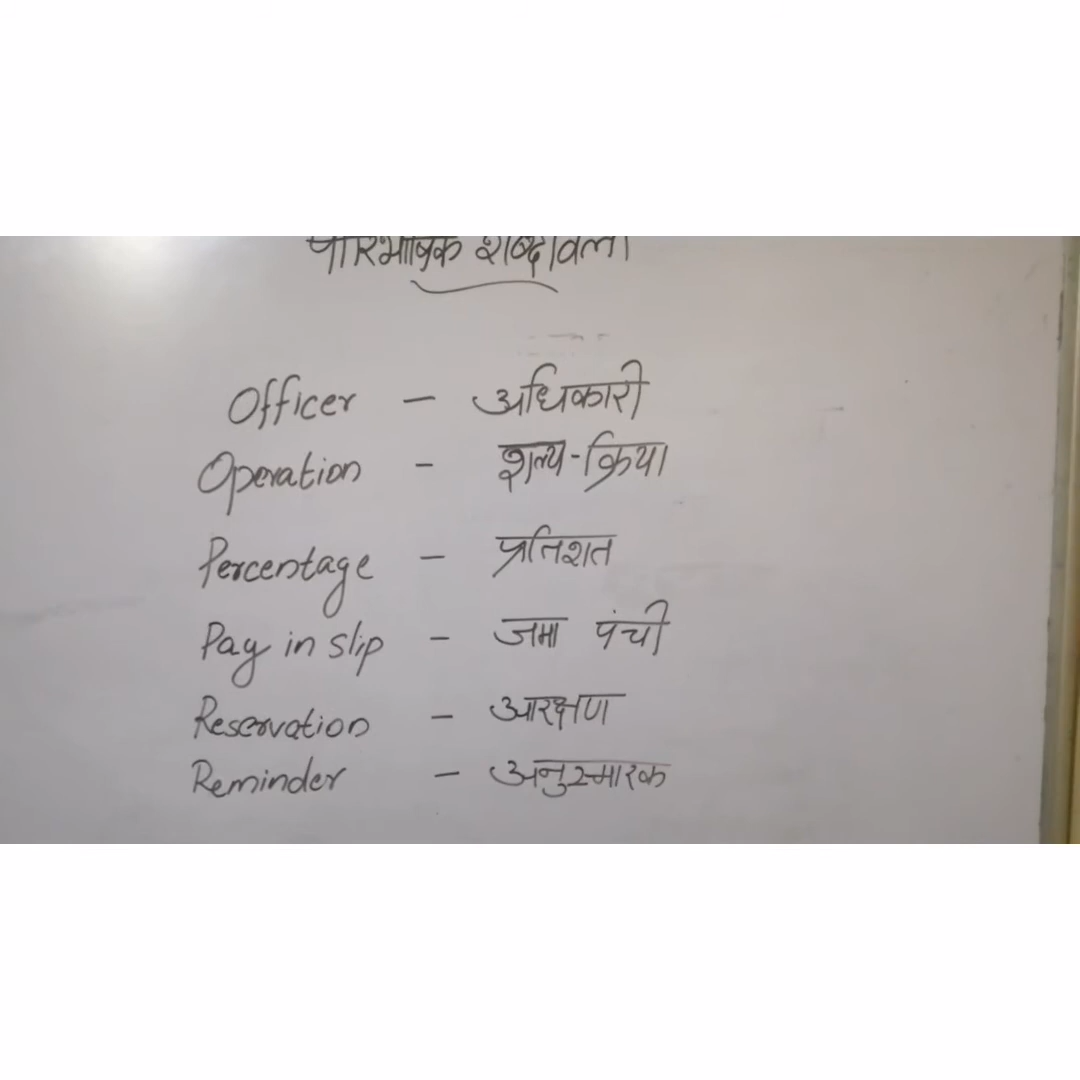 पारिभाषिक शब्दावली
Officer - अधिकारी
Operation - शल्य-क्रिया
Percentage - प्रतिशत
Pay in slip - जमा पंची
Reservation - आरक्षण
Reminder - अनुस्मारक